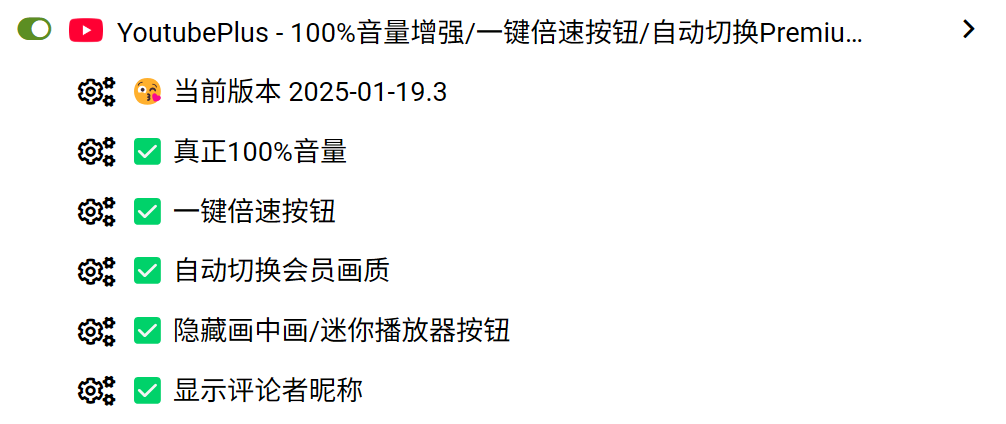 YoutubePlus - 100%音量增强/一键倍速按钮/自动切换Premiu...
😘 当前版本 2025-01-19.3
✅ 真正100%音量
✅ 一键倍速按钮
✅ 自动切换会员画质
✅ 隐藏画中画/迷你播放器按钮
✅ 显示评论者昵称